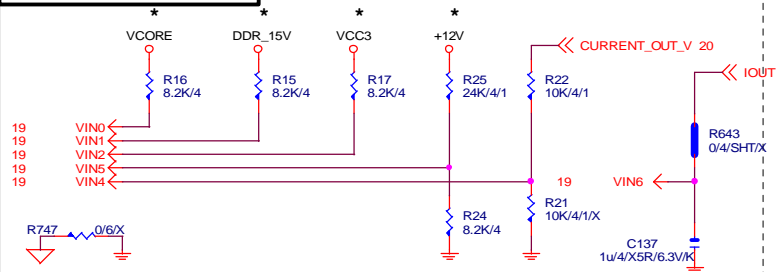 * * * *
VCORE DDR_15V VCC3 +12V
CURRENT_OUT_V 20
IOUT
R16 8.2K/4
R15 8.2K/4
R17 8.2K/4
R25 24K/4/1
R22 10K/4/1
19 VIN0
19 VIN1
19 VIN2
19 VIN5
19 VIN4
R643 0/4/SHT/X
19 VIN6
R24 8.2K/4
R21 10K/4/1/X
R747 0/6/X
C137 1u/4/X5R/6.3V/K